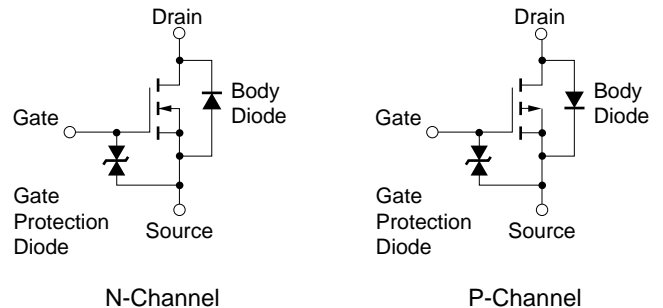 Drain
Body
Diode
Gate
Gate
Protection
Diode
Source
N-Channel
Drain
Body
Diode
Gate
Gate
Protection
Diode
Source
P-Channel